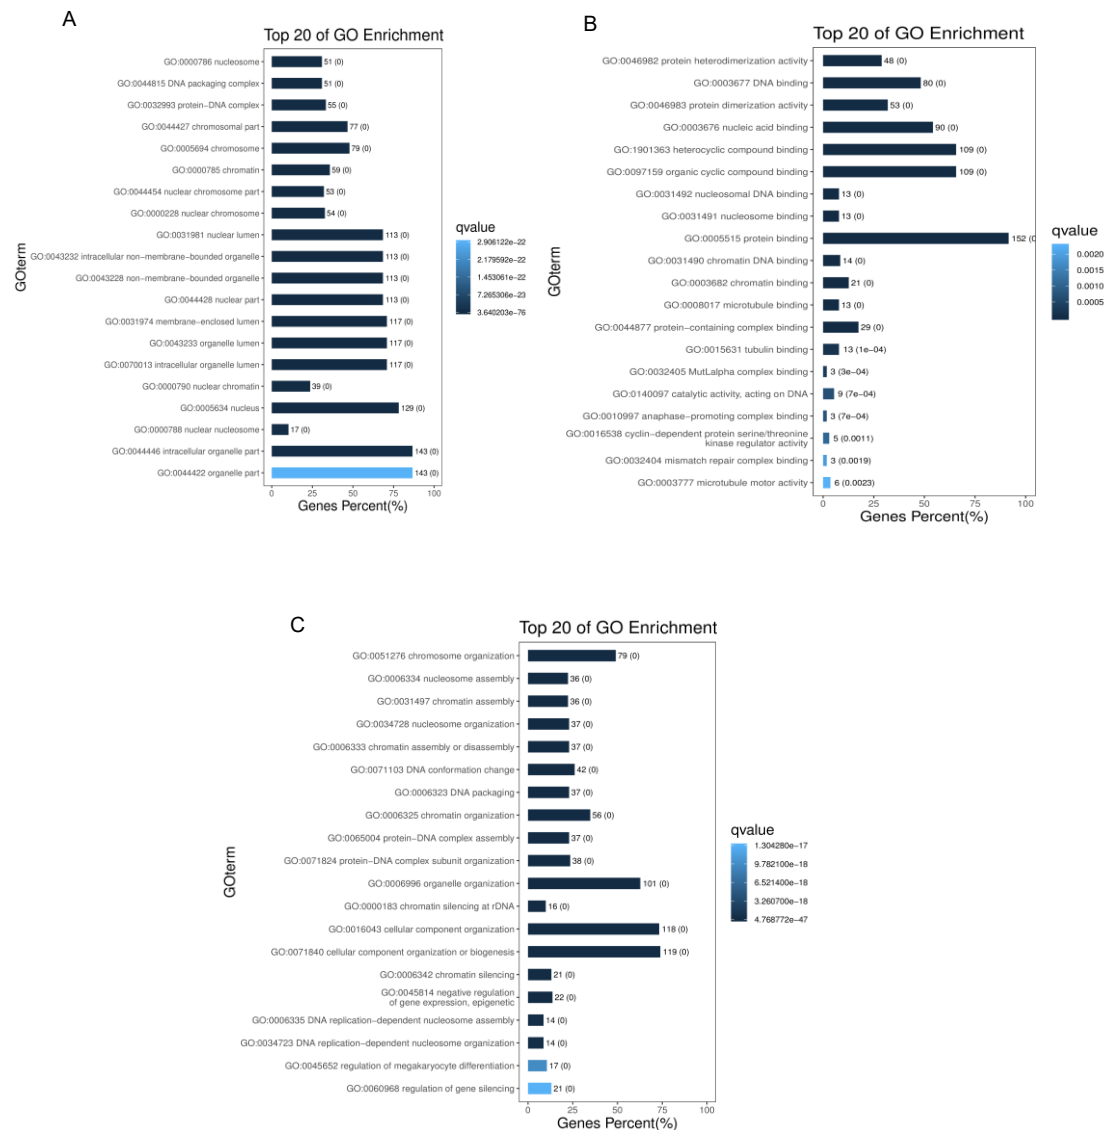 A
Top 20 of GO Enrichment
GO:0000786 nucleosome 51 (0)
GO:0044815 DNA packaging complex 51 (0)
GO:0032993 protein−DNA complex 55 (0)
GO:0044427 chromosomal part 77 (0)
GO:0005694 chromosome 79 (0)
GO:0000785 chromatin 59 (0)
GO:0044454 nuclear chromosome part 53 (0)
GO:0000228 nuclear chromosome 54 (0)
GO:0031981 nuclear lumen 113 (0)
GO:0043232 intracellular non−membrane−bounded organelle 113 (0)
GO:0043228 non−membrane−bounded organelle 113 (0)
GO:0044428 nuclear part 113 (0)
GO:0031974 membrane−enclosed lumen 117 (0)
GO:0043233 organelle lumen 117 (0)
GO:0070013 intracellular organelle lumen 117 (0)
GO:0000790 nuclear chromatin 39 (0)
GO:0005634 nucleus 129 (0)
GO:0000788 nuclear nucleosome 17 (0)
GO:0044446 intracellular organelle part 143 (0)
GO:0044422 organelle part 143 (0)
0 25 50 75 100
Genes Percent(%)
GOterm
qvalue
2.906122e−22
2.179592e−22
1.453061e−22
7.265306e−23
3.640203e−76
B
Top 20 of GO Enrichment
GO:0046982 protein heterodimerization activity 48 (0)
GO:0003677 DNA binding 80 (0)
GO:0046983 protein dimerization activity 53 (0)
GO:0003676 nucleic acid binding 90 (0)
GO:1901363 heterocyclic compound binding 109 (0)
GO:0097159 organic cyclic compound binding 109 (0)
GO:0031492 nucleosomal DNA binding 13 (0)
GO:0031491 nucleosome binding 13 (0)
GO:0005515 protein binding 152 (0
GO:0031490 chromatin DNA binding 14 (0)
GO:0003682 chromatin binding 21 (0)
GO:0008017 microtubule binding 13 (0)
GO:0044877 protein−containing complex binding 29 (0)
GO:0015631 tubulin binding 13 (1e−04)
GO:0032405 MutLalpha complex binding 3 (3e−04)
GO:0140097 catalytic activity, acting on DNA 9 (7e−04)
GO:0010997 anaphase−promoting complex binding 3 (7e−04)
GO:0016538 cyclin−dependent protein serine/threonine
kinase regulator activity 5 (0.0011)
GO:0032404 mismatch repair complex binding 3 (0.0019)
GO:0003777 microtubule motor activity 6 (0.0023)
0 25 50 75 100
Genes Percent(%)
GOterm
qvalue
0.0020
0.0015
0.0010
0.0005
C
Top 20 of GO Enrichment
GO:0051276 chromosome organization 79 (0)
GO:0006334 nucleosome assembly 36 (0)
GO:0031497 chromatin assembly 36 (0)
GO:0034728 nucleosome organization 37 (0)
GO:0006333 chromatin assembly or disassembly 37 (0)
GO:0071103 DNA conformation change 42 (0)
GO:0006323 DNA packaging 37 (0)
GO:0006325 chromatin organization 56 (0)
GO:0065004 protein−DNA complex assembly 37 (0)
GO:0071824 protein−DNA complex subunit organization 38 (0)
GO:0006996 organelle organization 101 (0)
GO:0000183 chromatin silencing at rDNA 16 (0)
GO:0016043 cellular component organization 118 (0)
GO:0071840 cellular component organization or biogenesis 119 (0)
GO:0006342 chromatin silencing 21 (0)
GO:0045814 negative regulation
of gene expression, epigenetic 22 (0)
GO:0006335 DNA replication−dependent nucleosome assembly 14 (0)
GO:0034723 DNA replication−dependent nucleosome organization 14 (0)
GO:0045652 regulation of megakaryocyte differentiation 17 (0)
GO:0060968 regulation of gene silencing 21 (0)
0 25 50 75 100
Genes Percent(%)
GOterm
qvalue
1.304280e−17
9.782100e−18
6.521400e−18
3.260700e−18
4.768772e−47